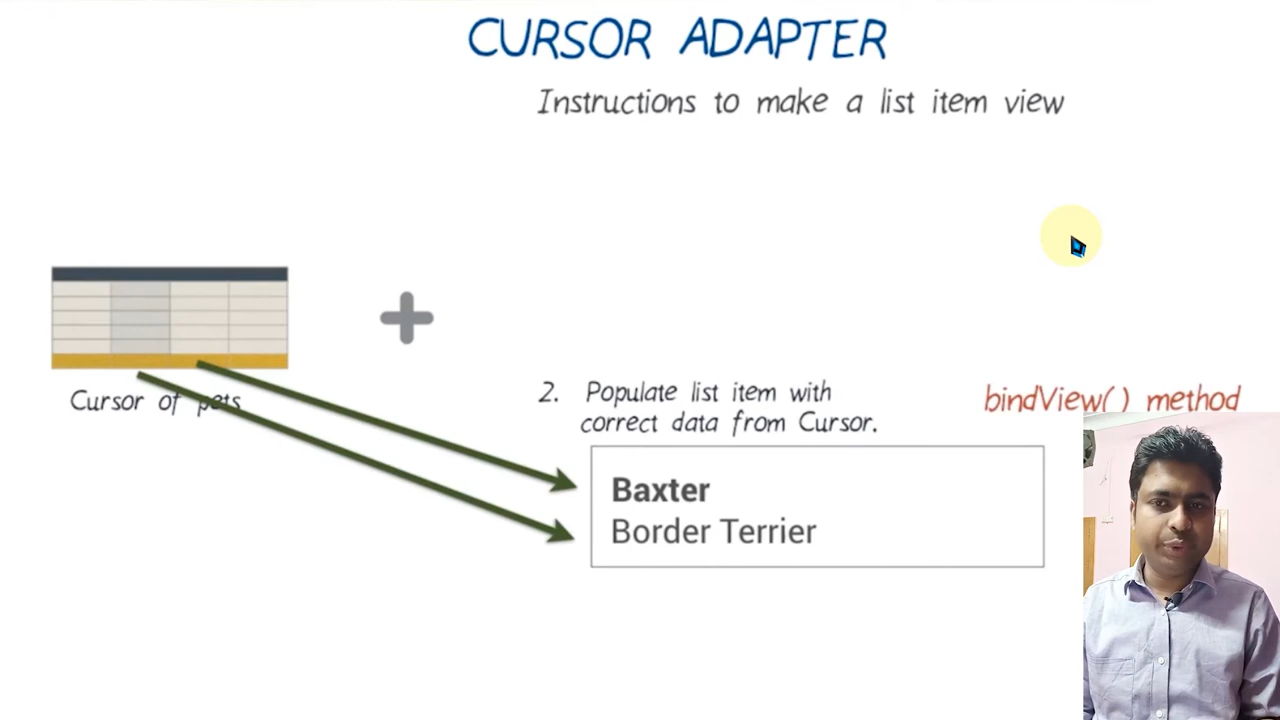 CURSOR ADAPTER
Instructions to make a list item view
Cursor of pets
2. Populate list item with
correct data from Cursor.
bindView() method
Baxter
Border Terrier